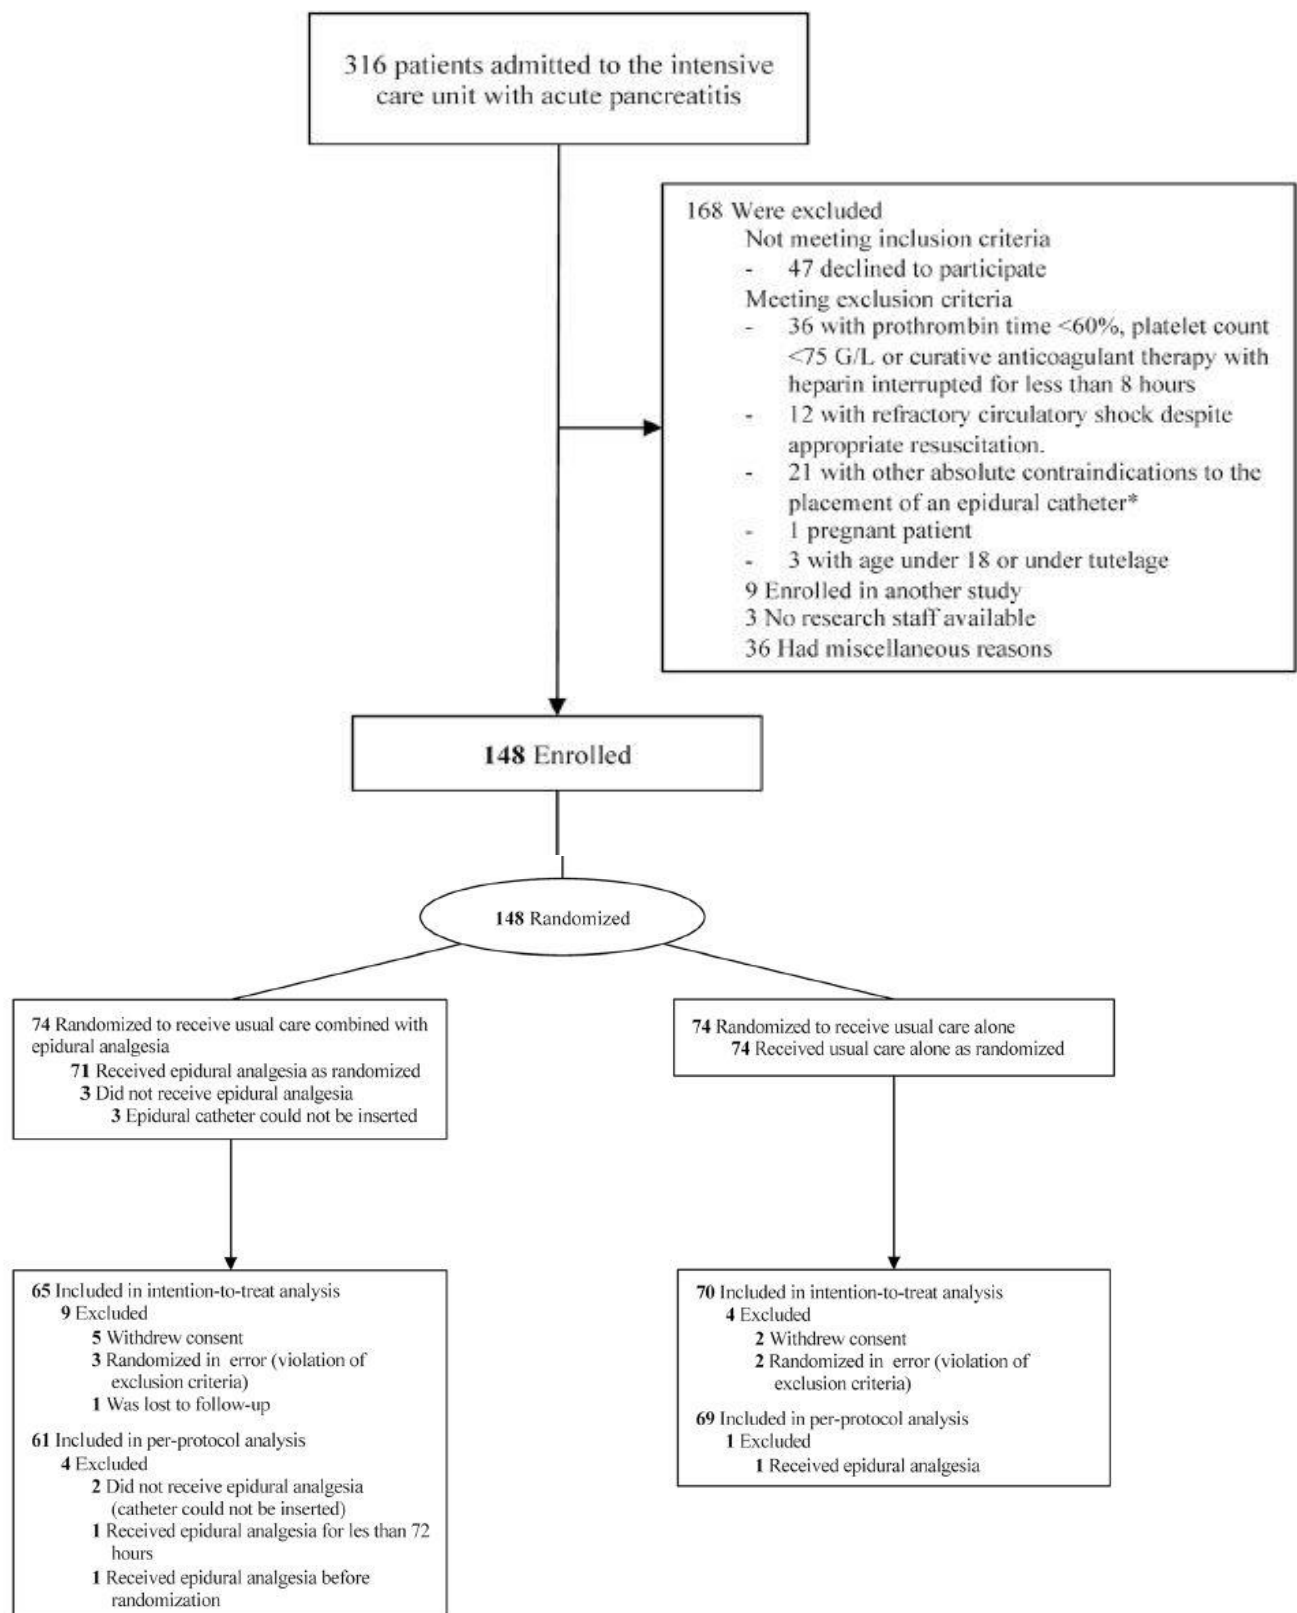 316 patients admitted to the intensive
care unit with acute pancreatitis
168 Were excluded
Not meeting inclusion criteria
- 47 declined to participate
Meeting exclusion criteria
- 36 with prothrombin time <60%, platelet count
<75 G/L or curative anticoagulant therapy with
heparin interrupted for less than 8 hours
- 12 with refractory circulatory shock despite
appropriate resuscitation.
- 21 with other absolute contraindications to the
placement of an epidural catheter*
- 1 pregnant patient
- 3 with age under 18 or under tutelage
9 Enrolled in another study
3 No research staff available
36 Had miscellaneous reasons
148 Enrolled
148 Randomized
74 Randomized to receive usual care combined with
epidural analgesia
71 Received epidural analgesia as randomized
3 Did not receive epidural analgesia
3 Epidural catheter could not be inserted
74 Randomized to receive usual care alone
74 Received usual care alone as randomized
65 Included in intention-to-treat analysis
9 Excluded
5 Withdrew consent
3 Randomized in error (violation of
exclusion criteria)
1 Was lost to follow-up
61 Included in per-protocol analysis
4 Excluded
2 Did not receive epidural analgesia
(catheter could not be inserted)
1 Received epidural analgesia for les than 72
hours
1 Received epidural analgesia before
randomization
70 Included in intention-to-treat analysis
4 Excluded
2 Withdrew consent
2 Randomized in error (violation of
exclusion criteria)
69 Included in per-protocol analysis
1 Excluded
1 Received epidural analgesia